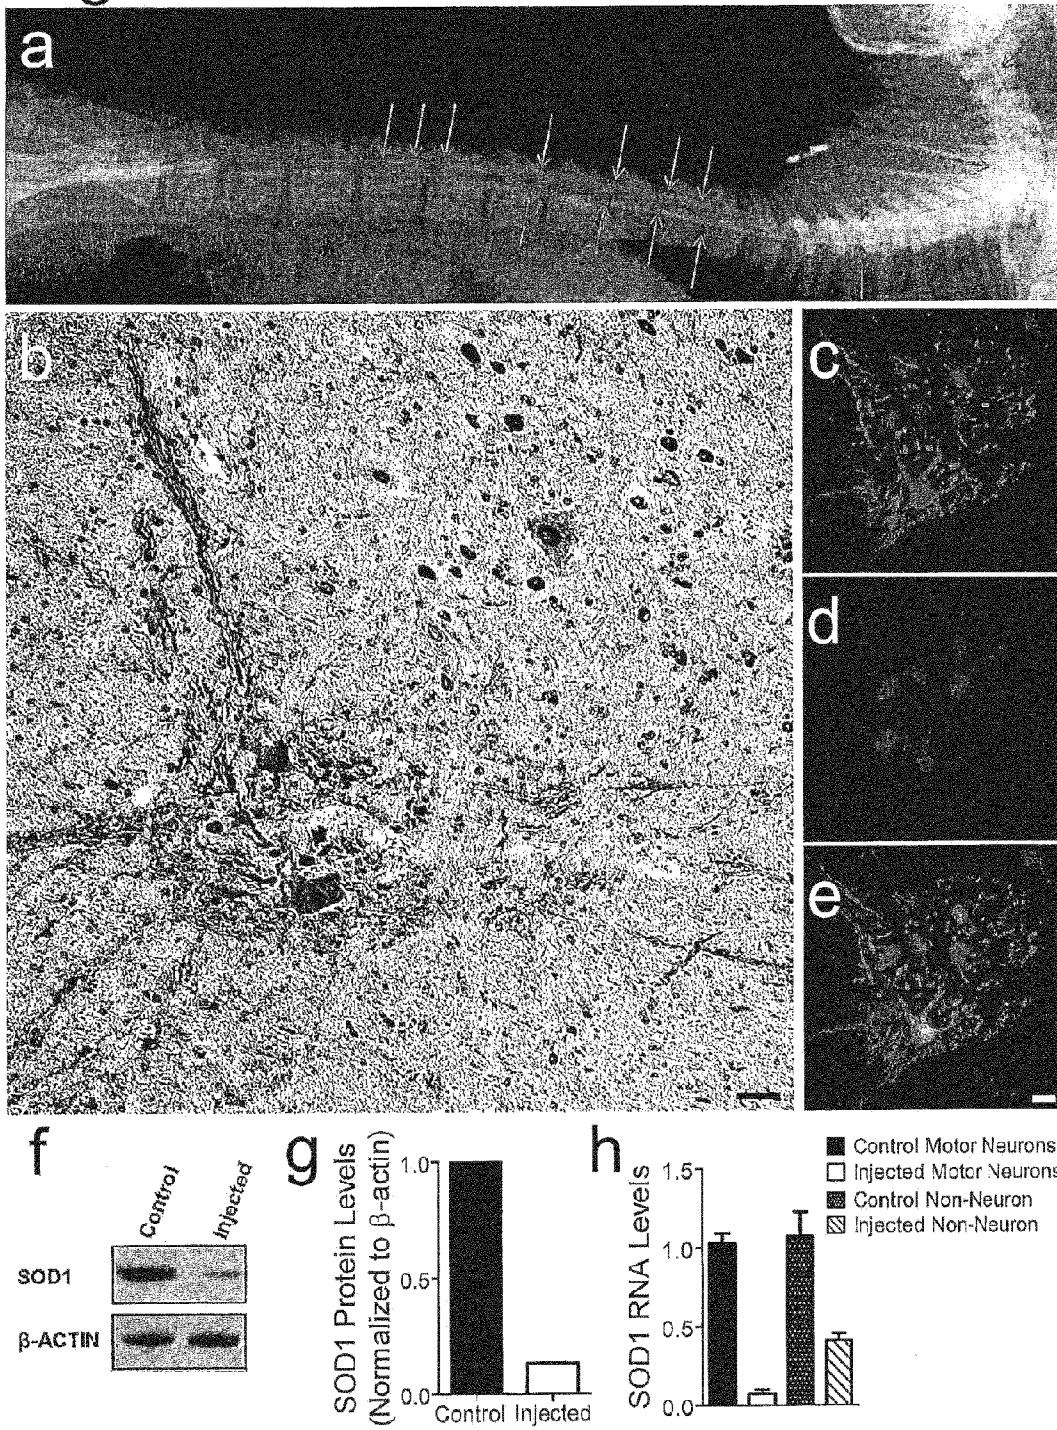 a
b
c
d
e
f
Control
Injected
SOD1
β-ACTIN
g
SOD1 Protein Levels
(Normalized to β-actin)
1.0
0.5
0.0
Control Injected
h
SOD1 RNA Levels
1.5
1.0
0.5
0.0
Control Motor Neurons
Injected Motor Neurons
Control Non-Neuron
Injected Non-Neuron